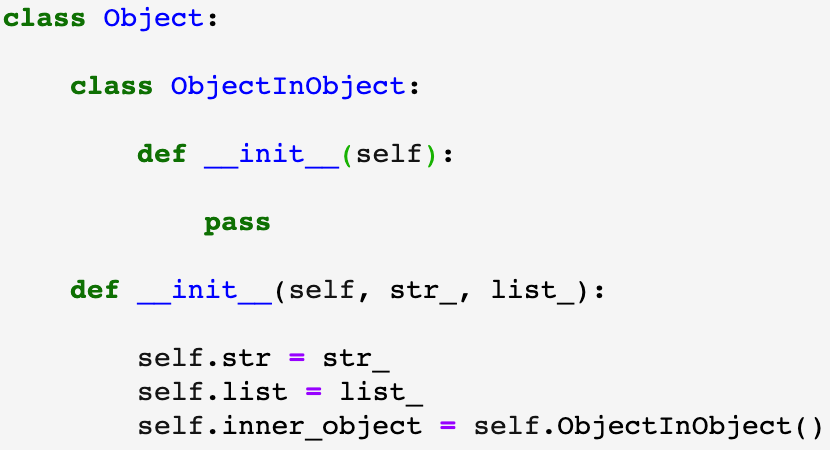 class Object:
    class ObjectInObject:
        def __init__(self):
            pass
    def __init__(self, str_, list_):
        self.str = str_
        self.list = list_
        self.inner_object = self.ObjectInObject()